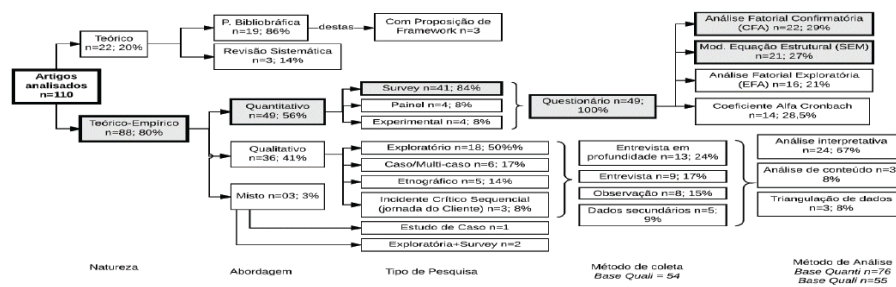 Artigos
analisados
n=110
Teórico
n=22; 20%
Teórico-Empírico
n=88; 80%
P. Bibliobráfica
n=19; 86%
destas
Com Proposição de
Framework n=3
Revisão Sistemática
n=3; 14%
Quantitativo
n=49; 56%
Qualitativo
n=36; 41%
Misto n=03; 3%
Survey n=41; 84%
Painel n=4; 8%
Experimental n=4; 8%
Exploratório n=18; 50%%
Caso/Multi-caso n=6; 17%
Etnográfico n=5; 14%
Incidente Crítico Sequencial
(jornada do Cliente) n=3; 8%
Estudo de Caso n=1
Exploratória+Survey n=2
Questionário n=49;
100%
Entrevista em
profundidade n=13; 24%
Entrevista n=9; 17%
Observação n=8; 15%
Dados secundários n=5;
9%
Análise Fatorial Confirmatória
(CFA) n=22; 29%
Mod. Equação Estrutural (SEM)
n=21; 27%
Análise Fatorial Exploratória
(EFA) n=16; 21%
Coeficiente Alfa Cronbach
n=14; 28,5%
Análise interpretativa
n=24; 67%
Análise de conteúdo n=3
8%
Triangulação de dados
n=3; 8%
Natureza
Abordagem
Tipo de Pesquisa
Método de coleta
Base Quali = 54
Método de Análise
Base Quanti n=76
Base Quali n=55